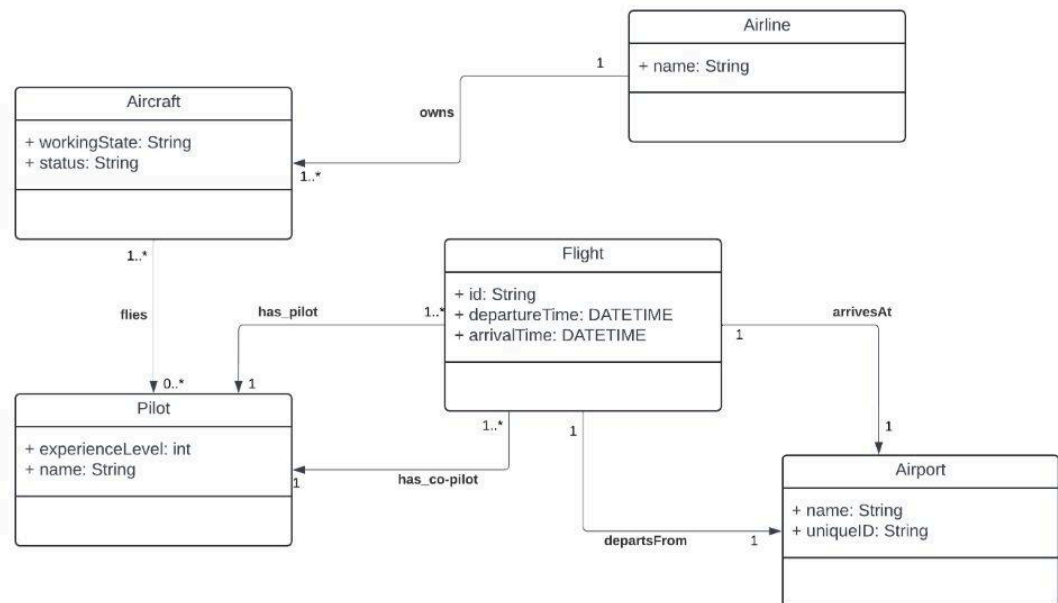 Airline
+ name: String
1
owns
1..*
Aircraft
+ workingState: String
+ status: String
1..*
flies
0..*
Flight
+ id: String
+ departureTime: DATETIME
+ arrivalTime: DATETIME
1..*
has_pilot
1
1
arrivesAt
1
Pilot
+ experienceLevel: int
+ name: String
1..*
has_co-pilot
1
1
departsFrom
1
Airport
+ name: String
+ uniqueID: String